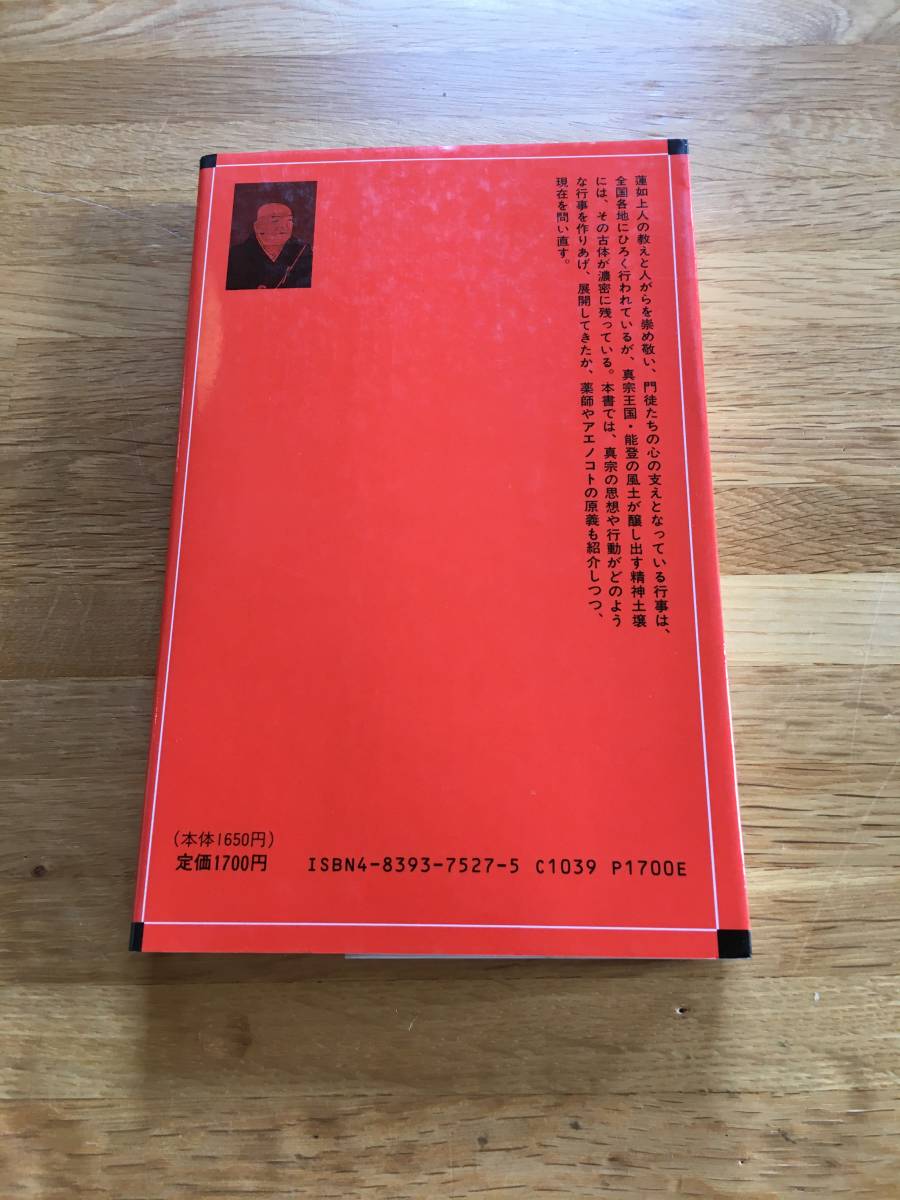 蓮如上人の教えと人がらを崇め敬い、門徒たちの心の支えとなっている行事は、
全国各地にひろく行われているが、真宗王国・能登の風土が醸し出す精神土壌
には、その古体が濃密に残っている。本書では、真宗の思想や行動がどのよう
な行事を作りあげ、展開してきたか、薬師やアエノコトの原義も紹介しつつ、
現在を問い直す。
(本体1650円)
定価1700円
ISBN4-8393-7527-5 C1039 P1700E